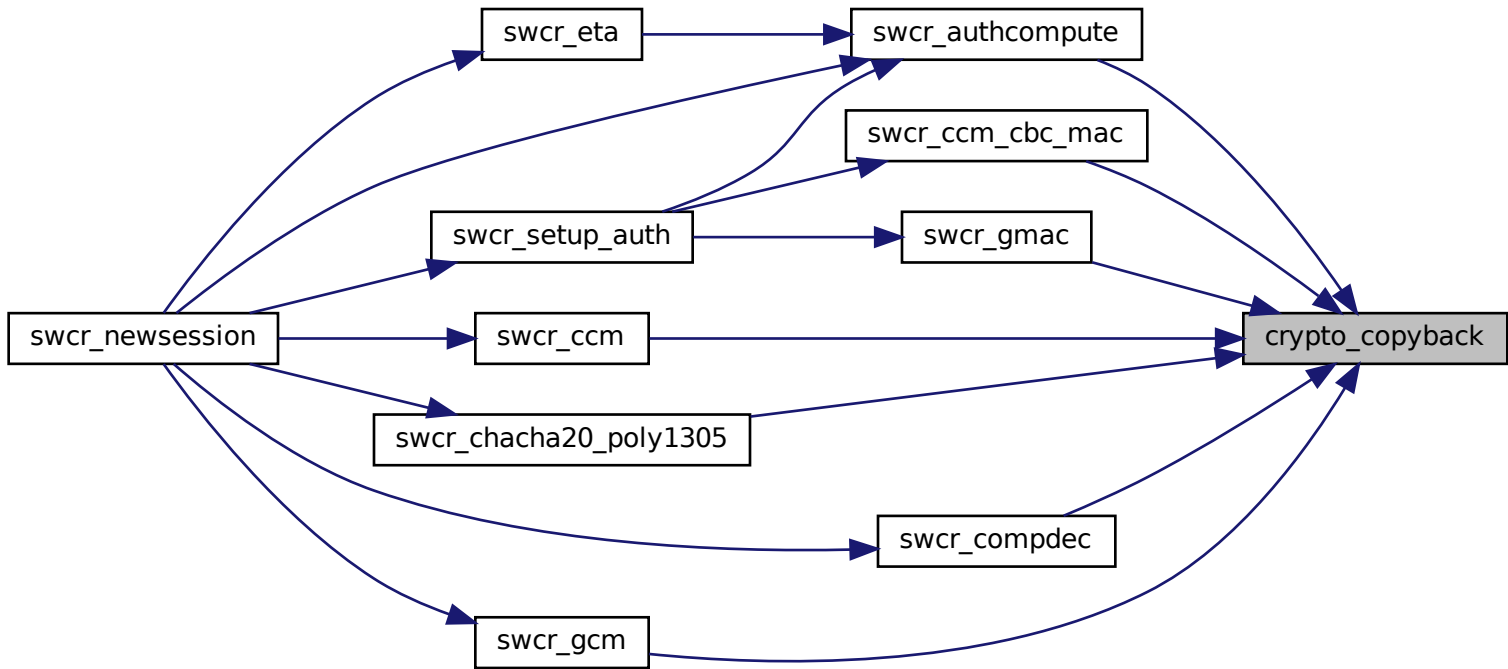 swcr_eta
swcr_authcompute
swcr_ccm_cbc_mac
swcr_setup_auth
swcr_gmac
swcr_newsession
swcr_ccm
crypto_copyback
swcr_chacha20_poly1305
swcr_compdec
swcr_gcm